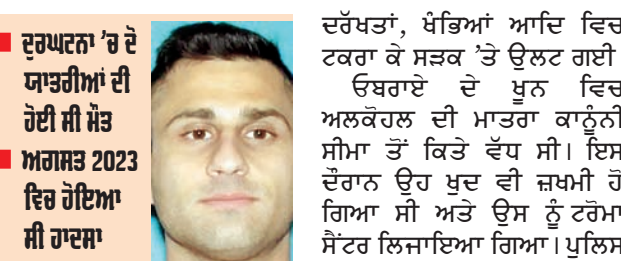 ਦੁਰਘਟਨਾ ’ਚ ਦੋ
ਯਾਤਰੀਆਂ ਦੀ
ਹੋਈ ਸੀ ਮੌਤ
ਅਗਸਤ 2023
ਵਿਚ ਹੋਇਆ
ਸੀ ਹਾਦਸਾ
ਦਰੱਖਤਾਂ, ਖੰਭਿਆਂ ਆਦਿ ਵਿਚ
ਟਕਰਾ ਕੇ ਸੜਕ ’ਤੇ ਉਲਟ ਗਈ
ਓਬਰਾਏ ਦੇ ਖੂਨ ਵਿਚ
ਅਲਕੋਹਲ ਦੀ ਮਾਤਰਾ ਕਾਨੂੰਨੀ
ਸੀਮਾ ਤੋਂ ਕਿਤੇ ਵੱਧ ਸੀ। ਇਸ
ਦੌਰਾਨ ਉਹ ਖੁਦ ਵੀ ਜ਼ਖਮੀ ਹੋ
ਗਿਆ ਸੀ ਅਤੇ ਉਸ ਨੂੰ ਟਰੋਮਾ
ਸੈਂਟਰ ਲਿਜਾਇਆ ਗਿਆ। ਪੁਲਿਸ